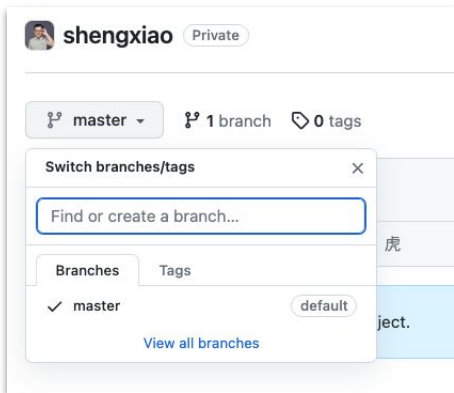 shengxiao Private
master 1 branch 0 tags
Switch branches/tags
Find or create a branch...
虎
Branches Tags
master default
ject.
View all branches